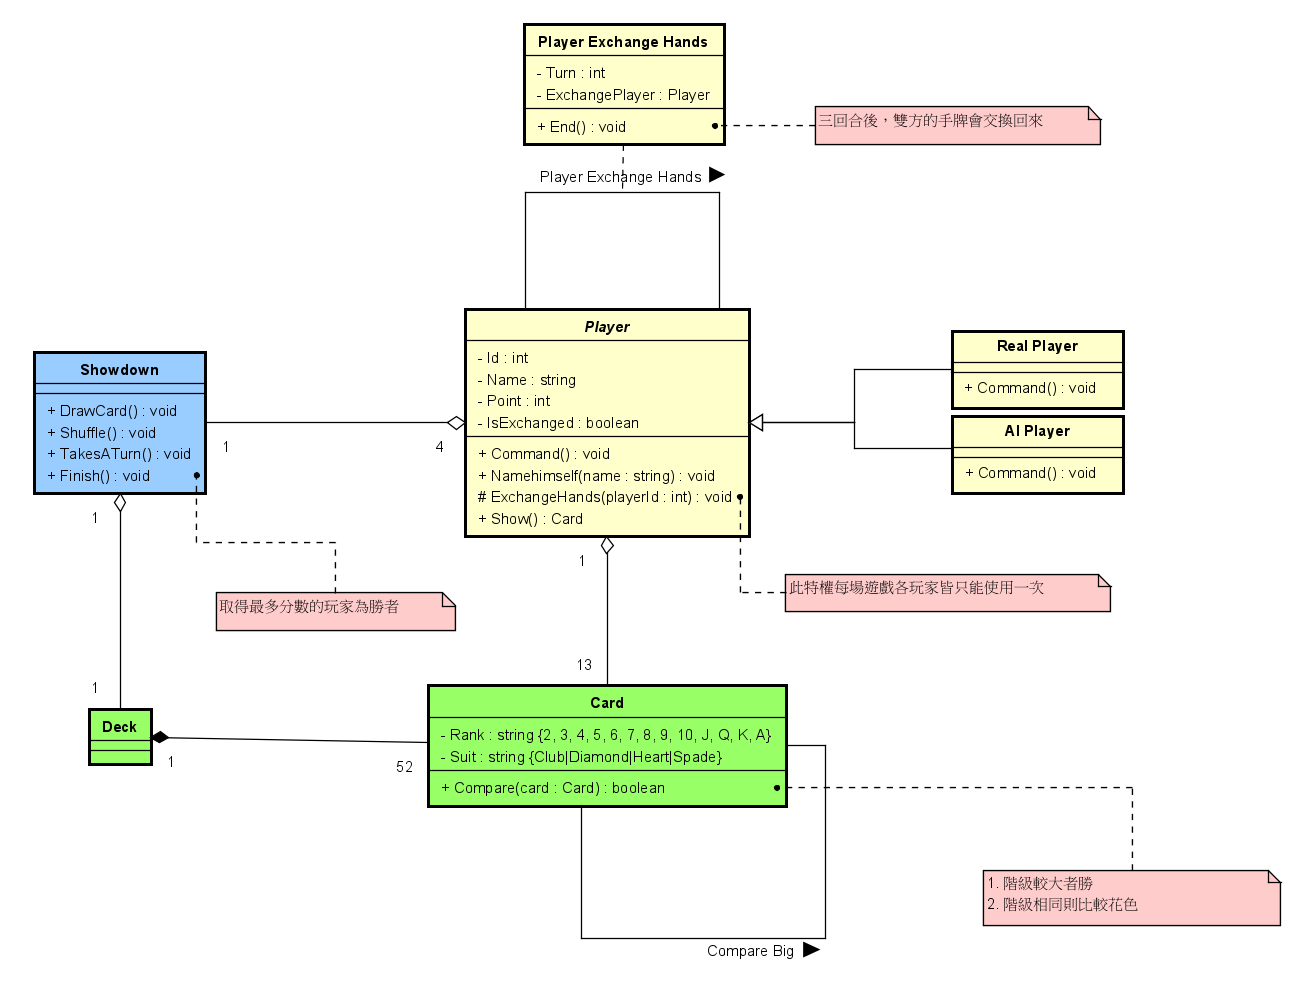 Player Exchange Hands
- Turn : int
- ExchangePlayer : Player
+ End() : void
三回合後，雙方的手牌會交換回來
Player Exchange Hands
Player
- Id : int
- Name : string
- Point : int
- IsExchanged : boolean
+ Command() : void
+ Namehimself(name : string) : void
# ExchangeHands(playerId : int) : void
+ Show() : Card
Real Player
+ Command() : void
AI Player
+ Command() : void
Showdown
+ DrawCard() : void
+ Shuffle() : void
+ TakesATurn() : void
+ Finish() : void
1
4
1
1
取得最多分數的玩家為勝者
此特權每場遊戲各玩家皆只能使用一次
13
1
Deck
1
52
Card
- Rank : string {2, 3, 4, 5, 6, 7, 8, 9, 10, J, Q, K, A}
- Suit : string {Club|Diamond|Heart|Spade}
+ Compare(card : Card) : boolean
1. 階級較大者勝
2. 階級相同則比較花色
Compare Big